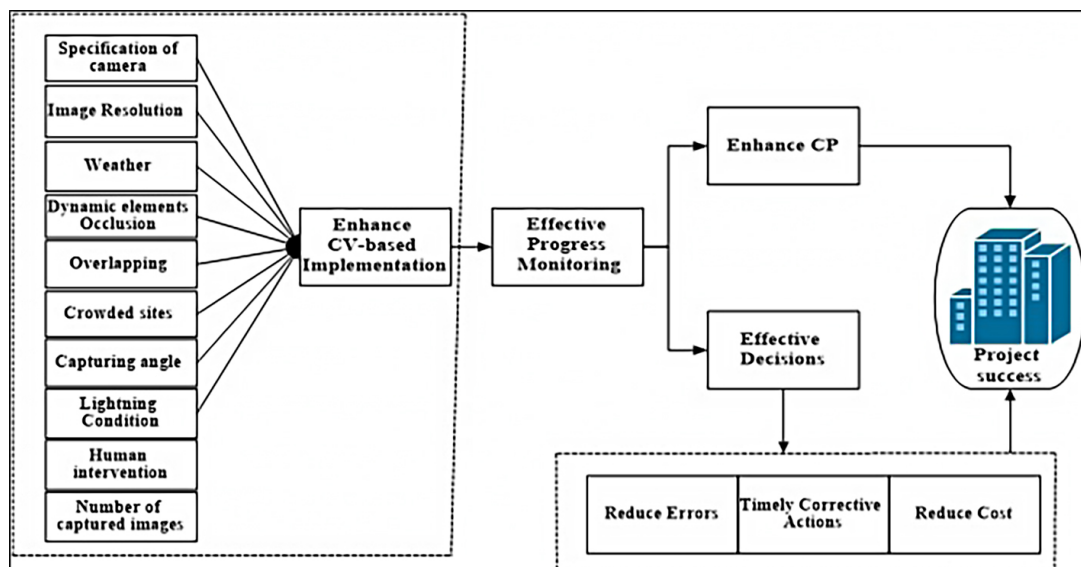 Specification of
camera
Image Resolution
Weather
Dynamic elements
Occlusion
Overlapping
Crowded sites
Capturing angle
Lightning
Condition
Human
intervention
Number of
captured images
Enhance
CV-based
Implementation
Effective
Progress
Monitoring
Enhance CP
Effective
Decisions
Project
success
Reduce Errors
Timely Corrective
Actions
Reduce Cost